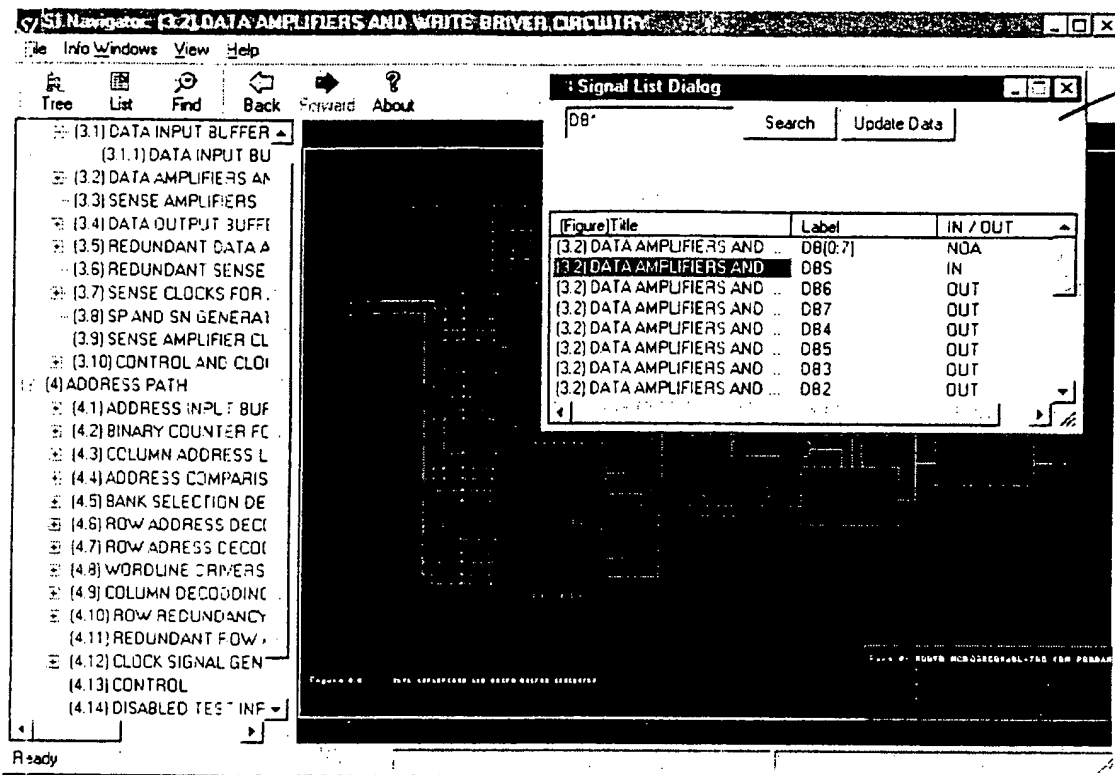 SI Navigator: (3.2) DATA AMPLIFIERS AND WRITE BRIVER CIRCUITRY
File Info Windows View Help
Tree List Find Back Forward About
(3.1) DATA INPUT BUFFER
(3.1.1) DATA INPUT BU
(3.2) DATA AMPLIFIERS AN
(3.3) SENSE AMPLIFIERS
(3.4) DATA OUTPUT BUFFE
(3.5) REDUNDANT DATA A
(3.6) REDUNDANT SENSE
(3.7) SENSE CLOCKS FOR
(3.8) SP AND SN GENERAT
(3.9) SENSE AMPLIFIER CL
(3.10) CONTROL AND CLO
(4) ADDRESS PATH
(4.1) ADDRESS INPUT BUF
(4.2) BINARY COUNTER FC
(4.3) COLUMN ADDRESS L
(4.4) ADDRESS COMPARIS
(4.5) BANK SELECTION DE
(4.6) ROW ADDRESS DEC
(4.7) ROW ADRESS DECO
(4.8) WORDLINE DRIVERS
(4.9) COLUMN DECODDING
(4.10) ROW REDUNDANCY
(4.11) REDUNDANT ROW
(4.12) CLOCK SIGNAL GEN
(4.13) CONTROL
(4.14) DISABLED TEST INF
Ready
Signal List Dialog
DB*
Search Update Data
(Figure)Title Label IN / OUT
(3.2) DATA AMPLIFIERS AND ... DB(0:7) NOA
(3.2) DATA AMPLIFIERS AND DBS IN
(3.2) DATA AMPLIFIERS AND ... DB6 OUT
(3.2) DATA AMPLIFIERS AND ... DB7 OUT
(3.2) DATA AMPLIFIERS AND ... DB4 OUT
(3.2) DATA AMPLIFIERS AND ... DB5 OUT
(3.2) DATA AMPLIFIERS AND ... DB3 OUT
(3.2) DATA AMPLIFIERS AND ... DB2 OUT